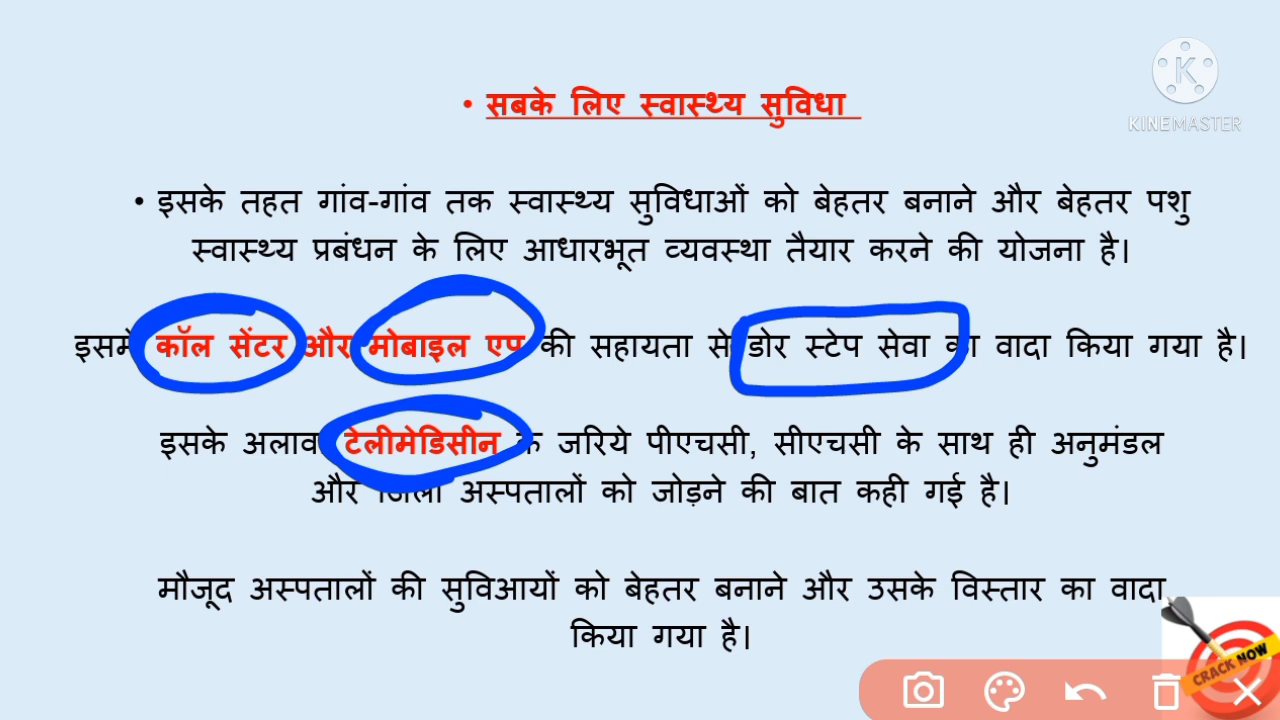 • सबके लिए स्वास्थ्य सुविधा
KINEMASTER
• इसके तहत गांव-गांव तक स्वास्थ्य सुविधाओं को बेहतर बनाने और बेहतर पशु
स्वास्थ्य प्रबंधन के लिए आधारभूत व्यवस्था तैयार करने की योजना है।
इसमें कॉल सेंटर और मोबाइल एप की सहायता से डोर स्टेप सेवा का वादा किया गया है।
इसके अलावा टेलीमेडिसीन के जरिये पीएचसी, सीएचसी के साथ ही अनुमंडल
और जिला अस्पतालों को जोड़ने की बात कही गई है।
मौजूद अस्पतालों की सुविआयों को बेहतर बनाने और उसके विस्तार का वादा
किया गया है।
CRACK NOW